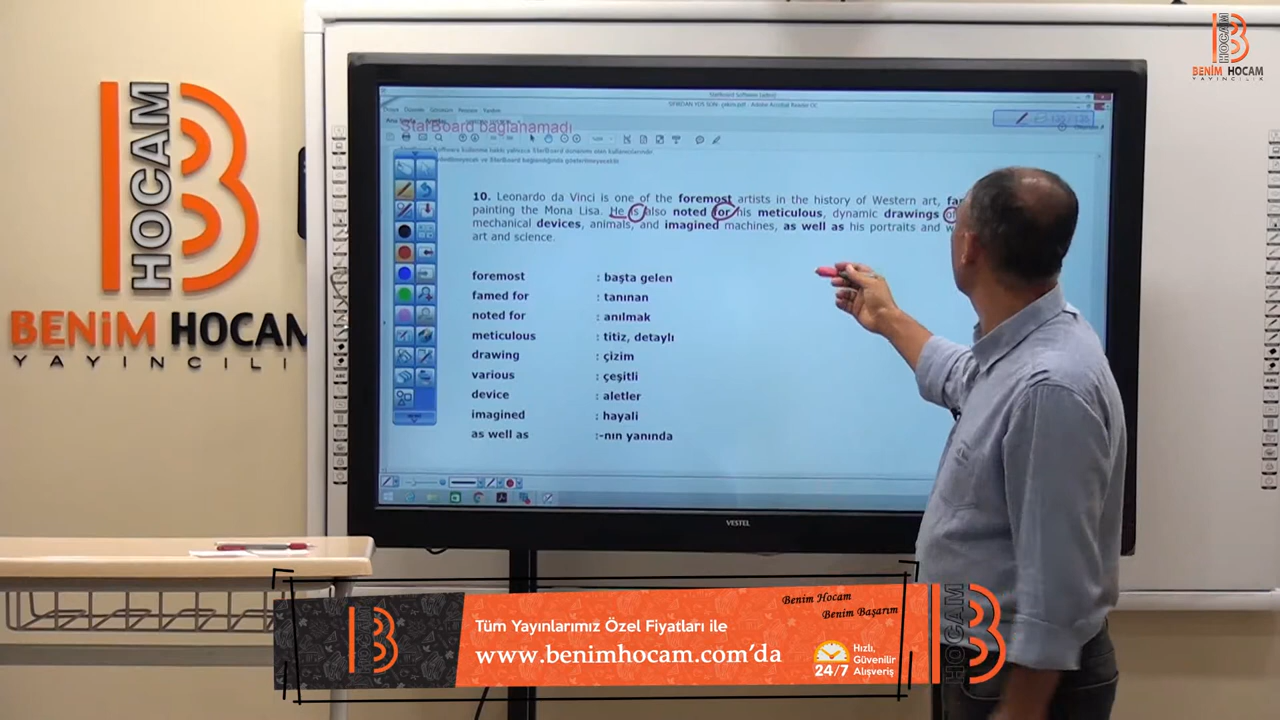 HOCAM
BENİM HOCAM
YAYINCILIK
HOCAM
BENİM HOCAM
YAYINCILI
StarBoard bağlanamadı
10. Leonardo da Vinci is one of the foremost artists in the history of Western art,
painting the Mona Lisa. He is also noted for his meticulous, dynamic drawings
mechanical devices, animals, and imagined machines, as well as his portraits and
art and science.
foremost : başta gelen
famed for : tanınan
noted for : anılmak
meticulous : titiz, detaylı
drawing : çizim
various : çeşitli
device : aletler
imagined : hayali
as well as :-nın yanında
VESTEL
Benim Hocam
Benim Başarım
Tüm Yayınlarımız Özel Fiyatları ile
www.benimhocam.com'da
24/7
Hızlı,
Güvenilir
Alışveriş
HOCAM